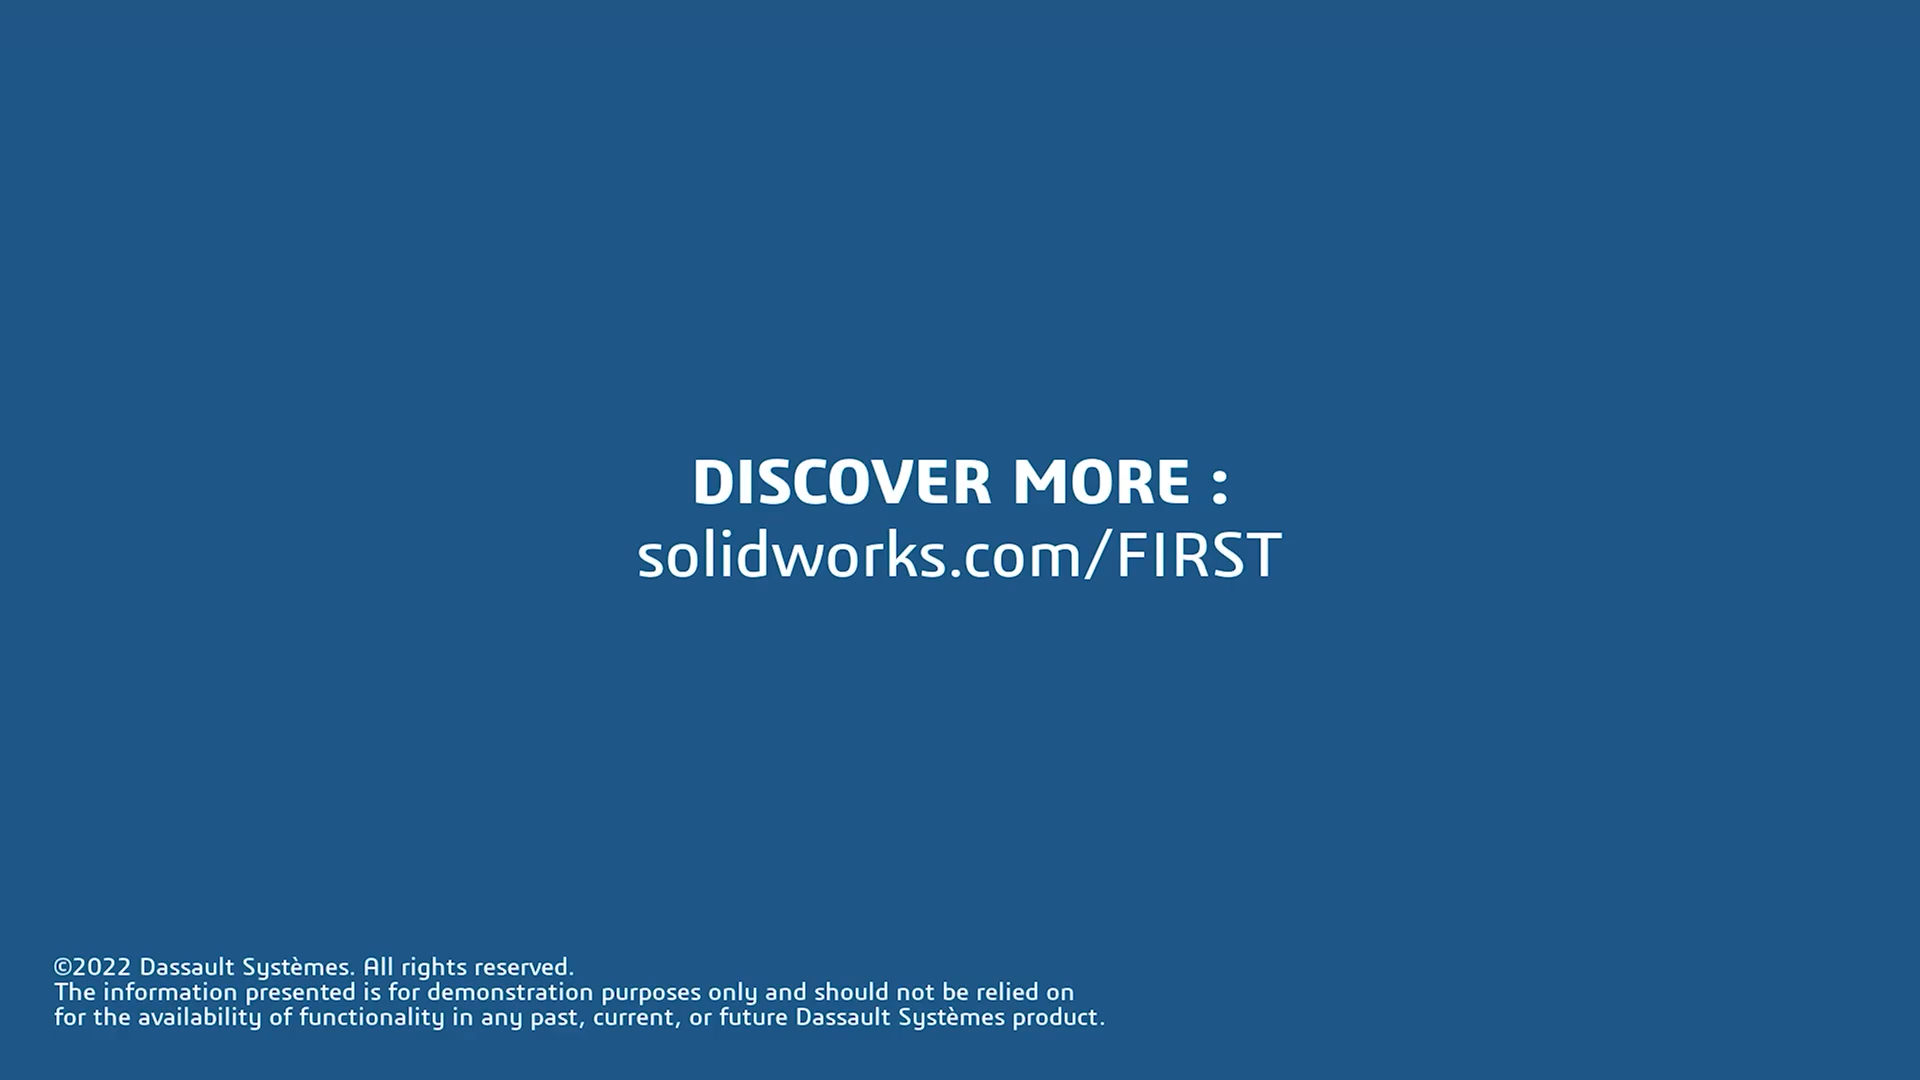 DISCOVER MORE :
solidworks.com/FIRST
©2022 Dassault Systèmes. All rights reserved.
The information presented is for demonstration purposes only and should not be relied on
for the availability of functionality in any past, current, or future Dassault Systèmes product.